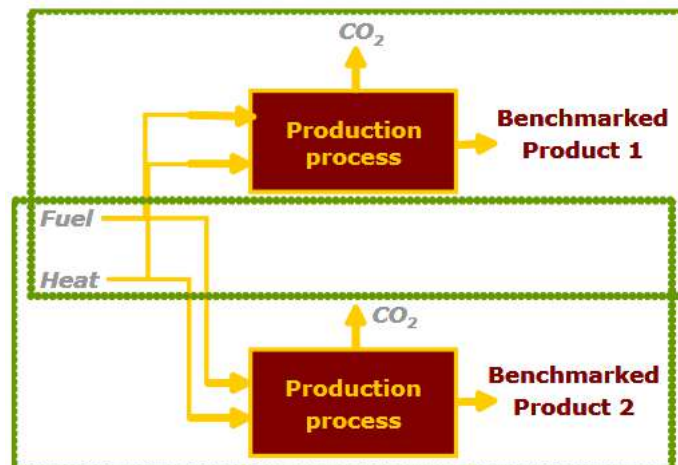 CO₂
Production
process
Benchmarked
Product 1
Fuel
Heat
CO₂
Production
process
Benchmarked
Product 2